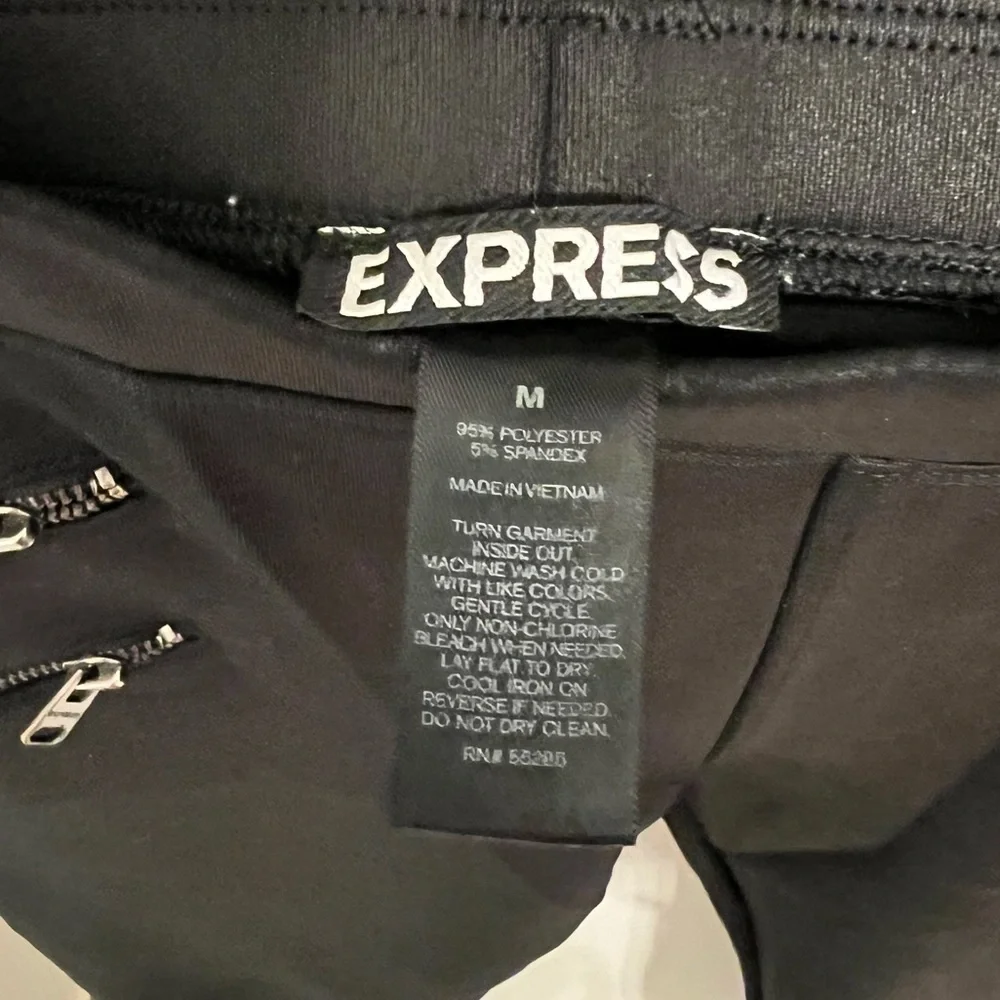 EXPRESS
M
95% POLYESTER
5% SPANDEX
MADE IN VIETNAM
TURN GARMENT
INSIDE OUT.
MACHINE WASH COLD
WITH LIKE COLORS.
GENTLE CYCLE.
ONLY NON-CHLORINE
BLEACH WHEN NEEDED.
LAY FLAT TO DRY.
COOL IRON ON
REVERSE IF NEEDED.
DO NOT DRY CLEAN.
RN#